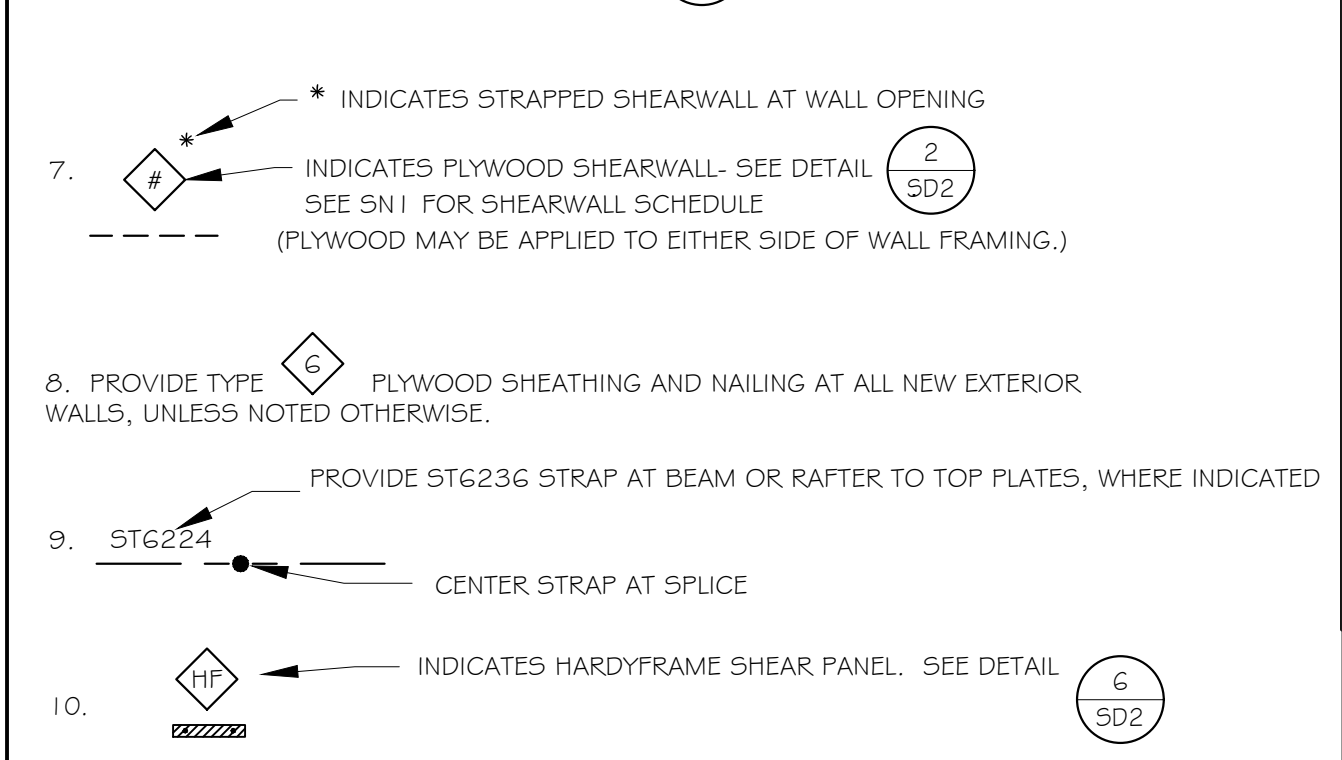 * INDICATES STRAPPED SHEARWALL AT WALL OPENING
*
7. # INDICATES PLYWOOD SHEARWALL- SEE DETAIL 2
SD2
SEE SN1 FOR SHEARWALL SCHEDULE
(PLYWOOD MAY BE APPLIED TO EITHER SIDE OF WALL FRAMING.)
8. PROVIDE TYPE 6 PLYWOOD SHEATHING AND NAILING AT ALL NEW EXTERIOR
WALLS, UNLESS NOTED OTHERWISE.
PROVIDE ST6236 STRAP AT BEAM OR RAFTER TO TOP PLATES, WHERE INDICATED
9. ST6224
CENTER STRAP AT SPLICE
HF INDICATES HARDYFRAME SHEAR PANEL. SEE DETAIL 6
SD2
10.